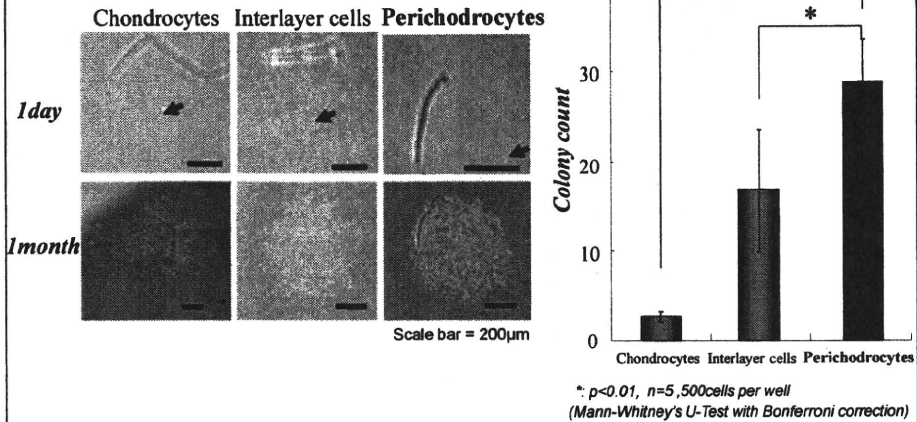 Chondrocytes Interlayer cells Perichodrocytes
1day
1month
Scale bar = 200µm
*
Colony count
30
20
10
0
Chondrocytes Interlayer cells Perichodrocytes
*: p<0.01, n=5 ,500cells per well
(Mann-Whitney's U-Test with Bonferroni correction)